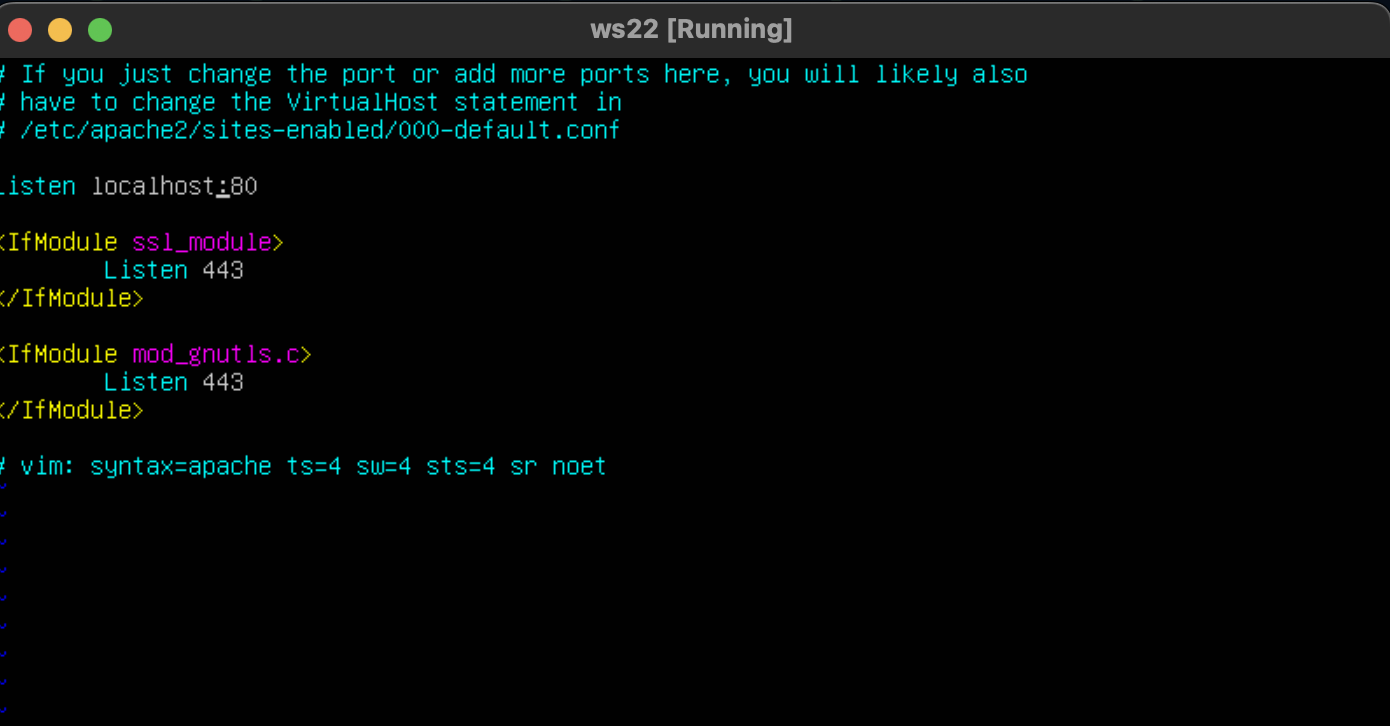 ws22 [Running]
# If you just change the port or add more ports here, you will likely also
# have to change the VirtualHost statement in
# /etc/apache2/sites-enabled/000-default.conf
Listen localhost:80
<IfModule ssl_module>
Listen 443
</IfModule>
<IfModule mod_gnutls.c>
Listen 443
</IfModule>
# vim: syntax=apache ts=4 sw=4 sts=4 sr noet
~
~
~
~
~
~
~
~
~